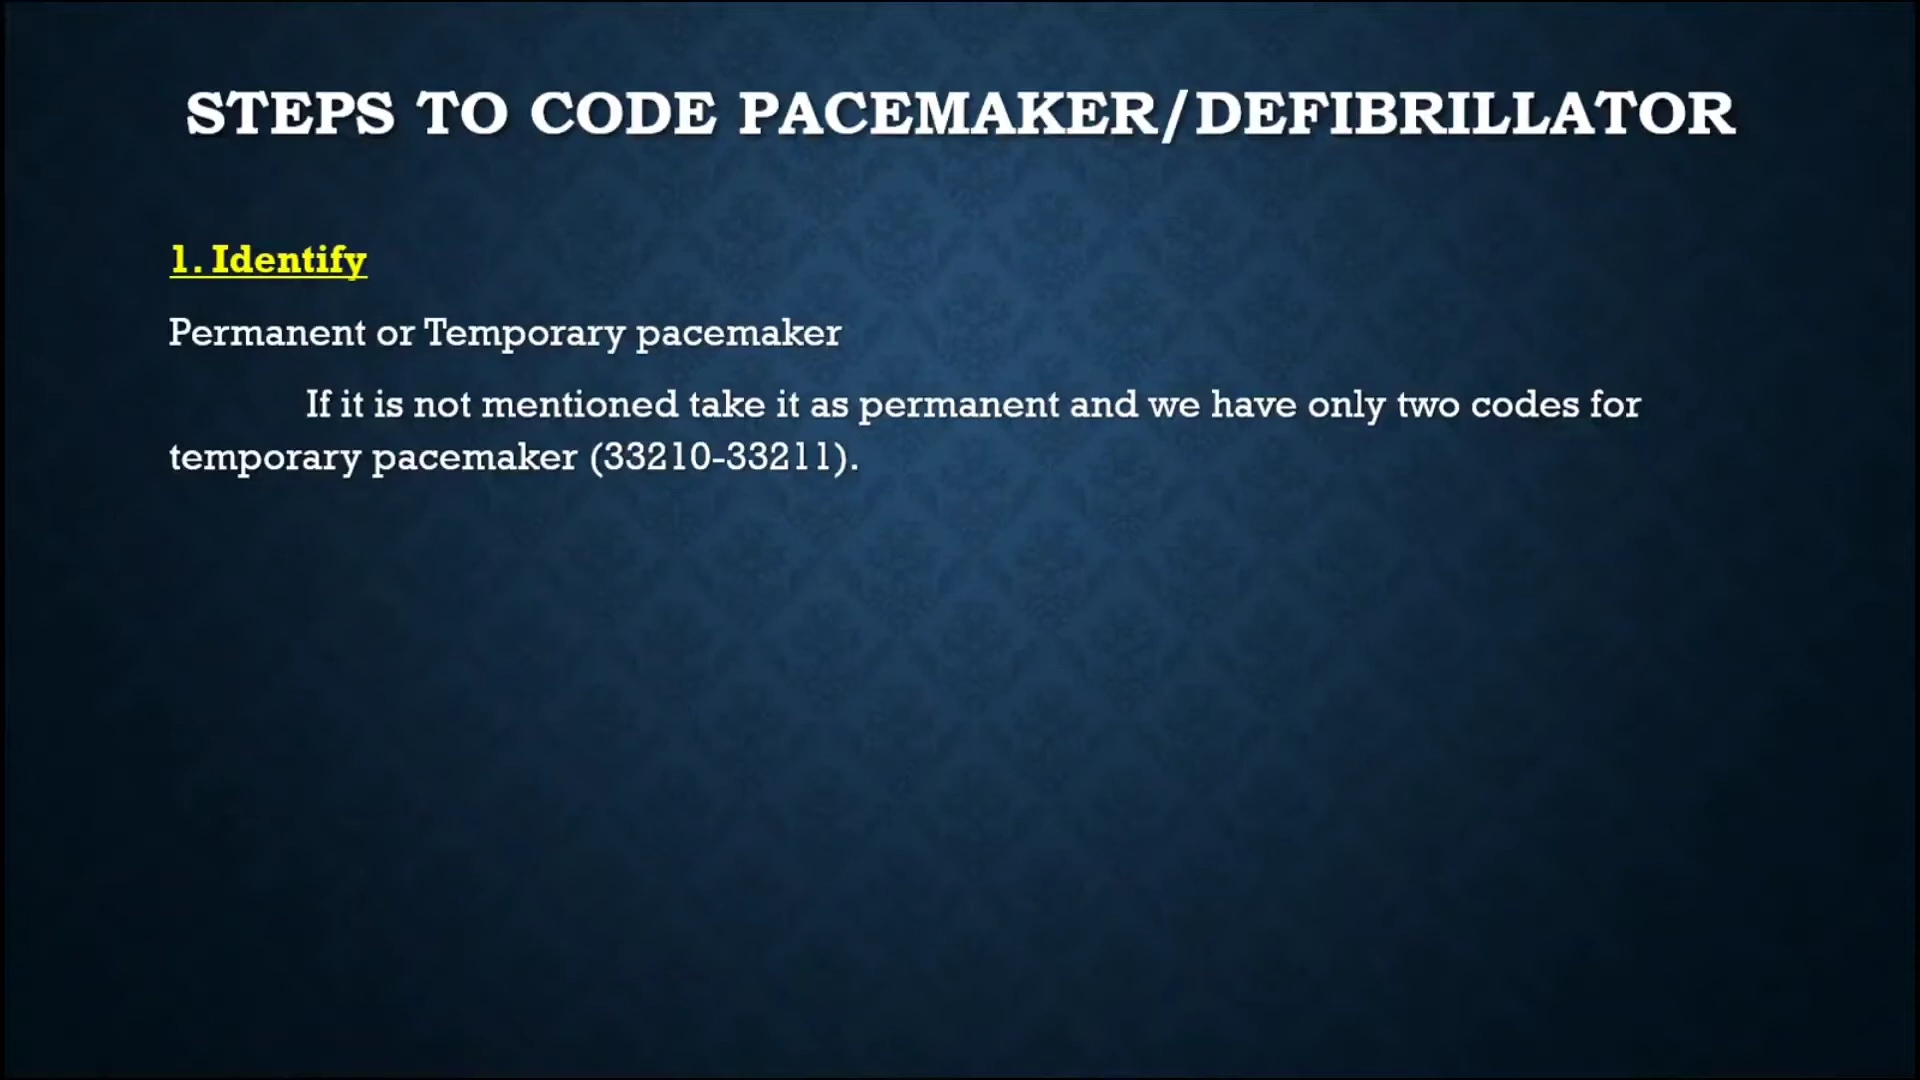 STEPS TO CODE PACEMAKER/DEFIBRILLATOR
1. Identify
Permanent or Temporary pacemaker
If it is not mentioned take it as permanent and we have only two codes for
temporary pacemaker (33210-33211).